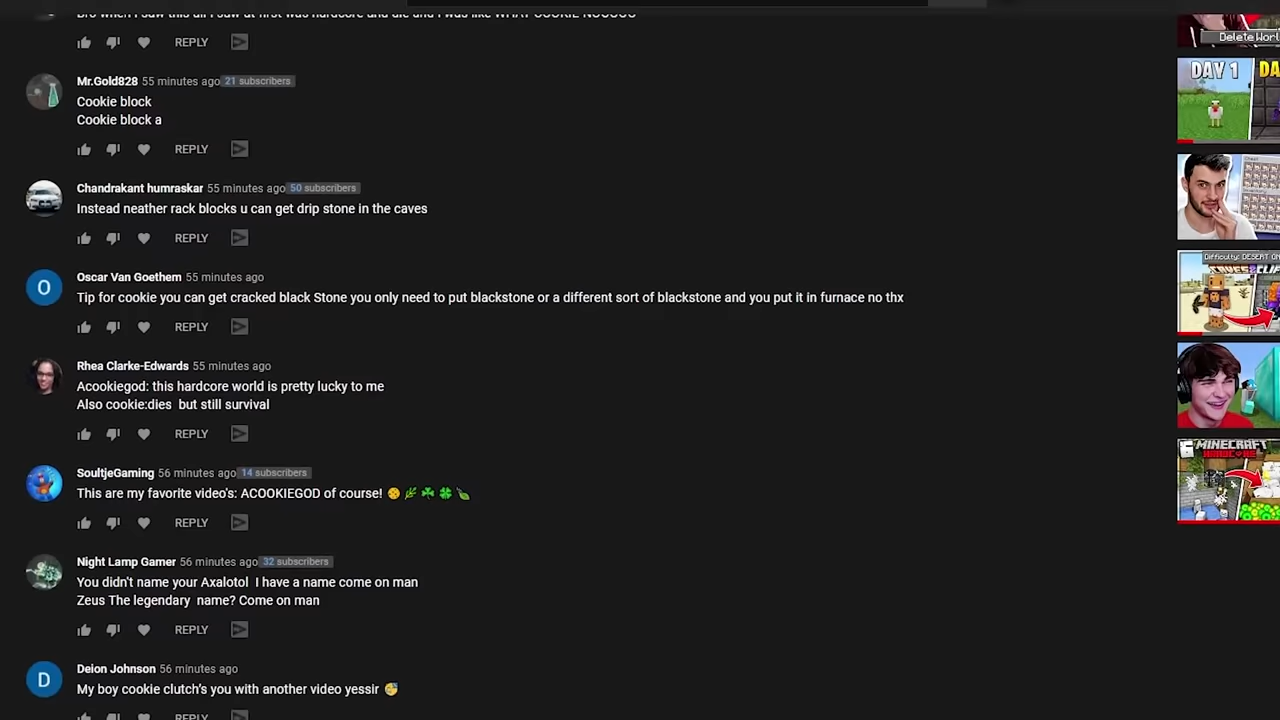 Bro when I saw this all I saw at first was hardcore and die and I was like WHAT COOKIE NOOOOO
REPLY
Delete Worl
Mr.Gold828 55 minutes ago 21 subscribers
Cookie block
Cookie block a
REPLY
DAY 1 DA
Chandrakant humraskar 55 minutes ago 50 subscribers
Instead neather rack blocks u can get drip stone in the caves
REPLY
Oscar Van Goethem 55 minutes ago
Tip for cookie you can get cracked black Stone you only need to put blackstone or a different sort of blackstone and you put it in furnace no thx
REPLY
Difficulty: DESERT ON
CAVES & CLIF
Rhea Clarke-Edwards 55 minutes ago
Acookiegod: this hardcore world is pretty lucky to me
Also cookie:dies but still survival
REPLY
SoultjeGaming 56 minutes ago 14 subscribers
This are my favorite video's: ACOOKIEGOD of course!
REPLY
MINECRAFT
HARDCORE
Night Lamp Gamer 56 minutes ago 32 subscribers
You didn't name your Axalotol I have a name come on man
Zeus The legendary name? Come on man
REPLY
D
Deion Johnson 56 minutes ago
My boy cookie clutch's you with another video yessir
REPLY